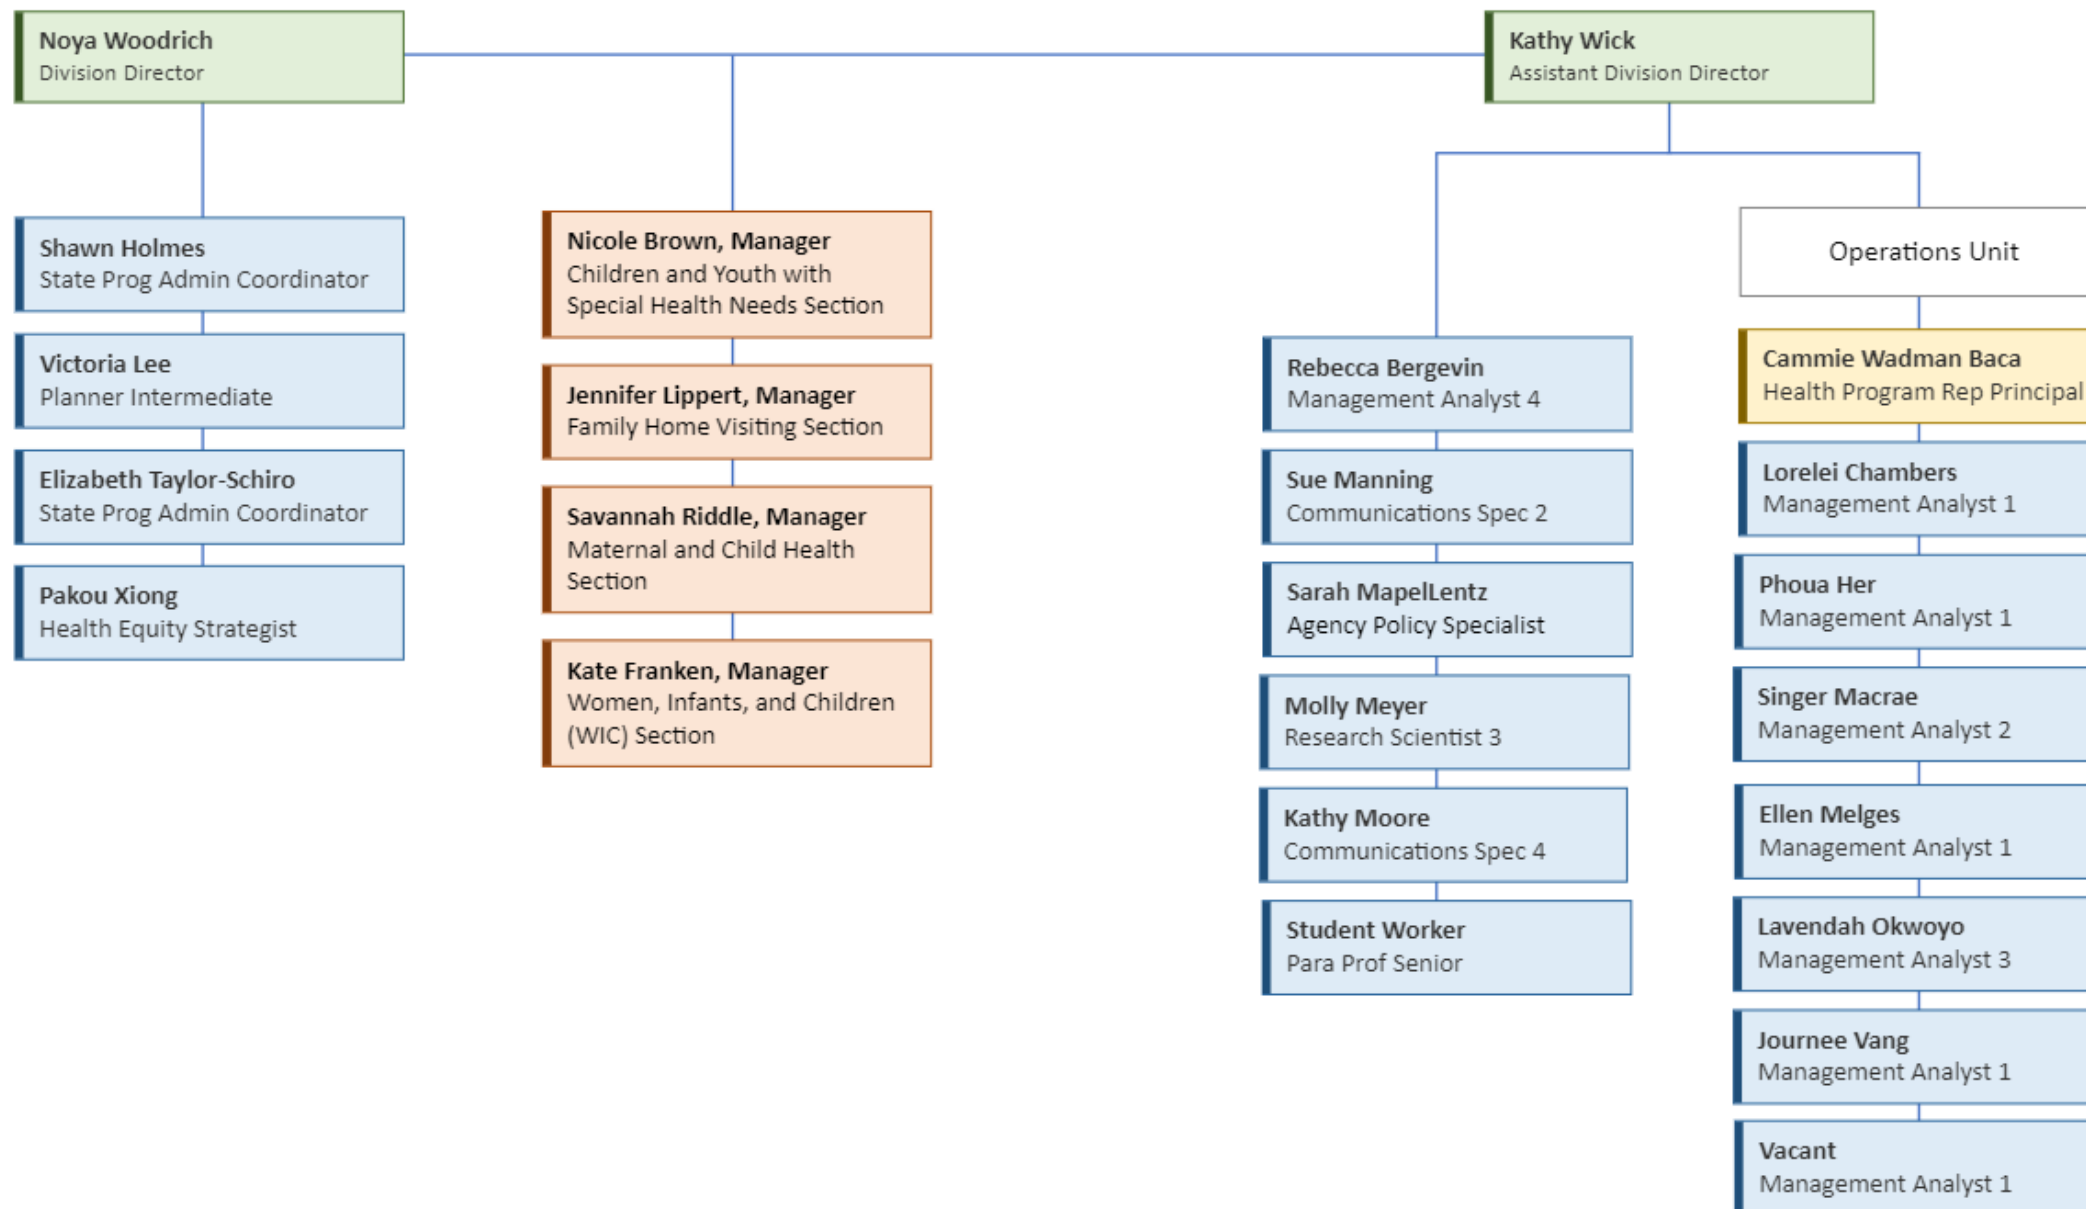 Noya Woodrich
Division Director
Kathy Wick
Assistant Division Director
Shawn Holmes
State Prog Admin Coordinator
Victoria Lee
Planner Intermediate
Elizabeth Taylor-Schiro
State Prog Admin Coordinator
Pakou Xiong
Health Equity Strategist
Nicole Brown, Manager
Children and Youth with
Special Health Needs Section
Jennifer Lippert, Manager
Family Home Visiting Section
Savannah Riddle, Manager
Maternal and Child Health
Section
Kate Franken, Manager
Women, Infants, and Children
(WIC) Section
Rebecca Bergevin
Management Analyst 4
Sue Manning
Communications Spec 2
Sarah MapelLentz
Agency Policy Specialist
Molly Meyer
Research Scientist 3
Kathy Moore
Communications Spec 4
Student Worker
Para Prof Senior
Operations Unit
Cammie Wadman Baca
Health Program Rep Principal
Lorelei Chambers
Management Analyst 1
Phoua Her
Management Analyst 1
Singer Macrae
Management Analyst 2
Ellen Melges
Management Analyst 1
Lavendah Okwoyo
Management Analyst 3
Journee Vang
Management Analyst 1
Vacant
Management Analyst 1